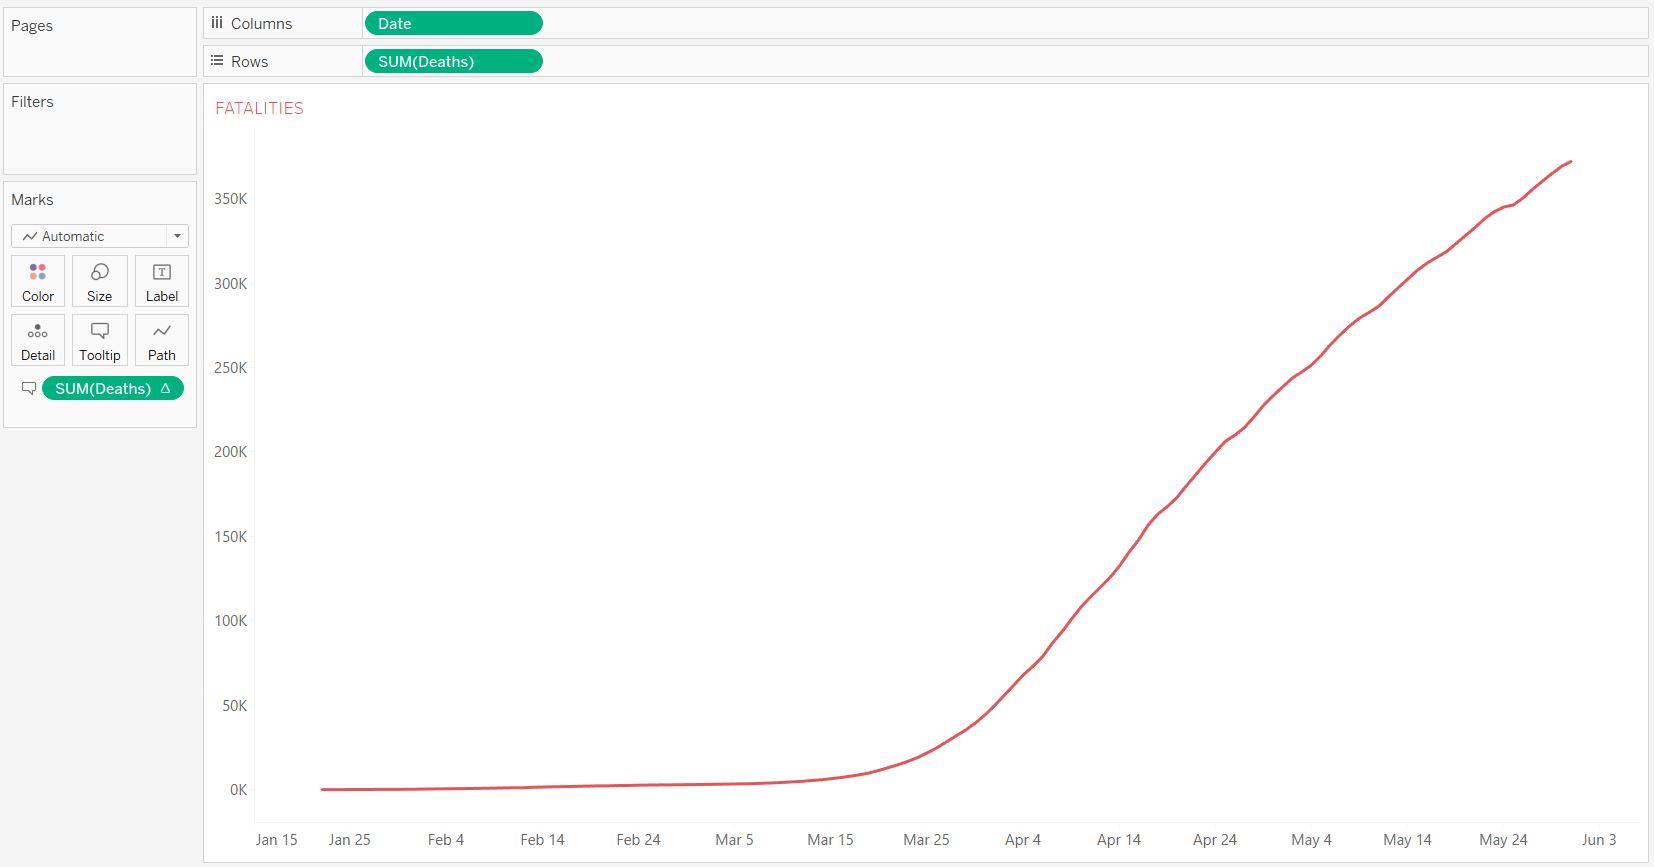 Pages
Columns
Date
Rows
SUM(Deaths)
Filters
Marks
Automatic
Color Size Label
Detail Tooltip Path
SUM(Deaths) Δ
FATALITIES
350K
300K
250K
200K
150K
100K
50K
0K
Jan 15 Jan 25 Feb 4 Feb 14 Feb 24 Mar 5 Mar 15 Mar 25 Apr 4 Apr 14 Apr 24 May 4 May 14 May 24 Jun 3